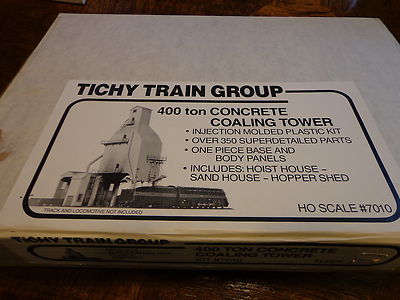 TICHY TRAIN GROUP
400 ton CONCRETE
COALING TOWER
• INJECTION MOLDED PLASTIC KIT
• OVER 350 SUPERDETAILED PARTS
• ONE PIECE BASE AND
BODY PANELS
• INCLUDES: HOIST HOUSE –
SAND HOUSE – HOPPER SHED
TRACK AND LOCOMOTIVE NOT INCLUDED
HO SCALE #7010
TICHY TRAIN GROUP
400 TON CONCRETE
COALING TOWER
KIT #7010